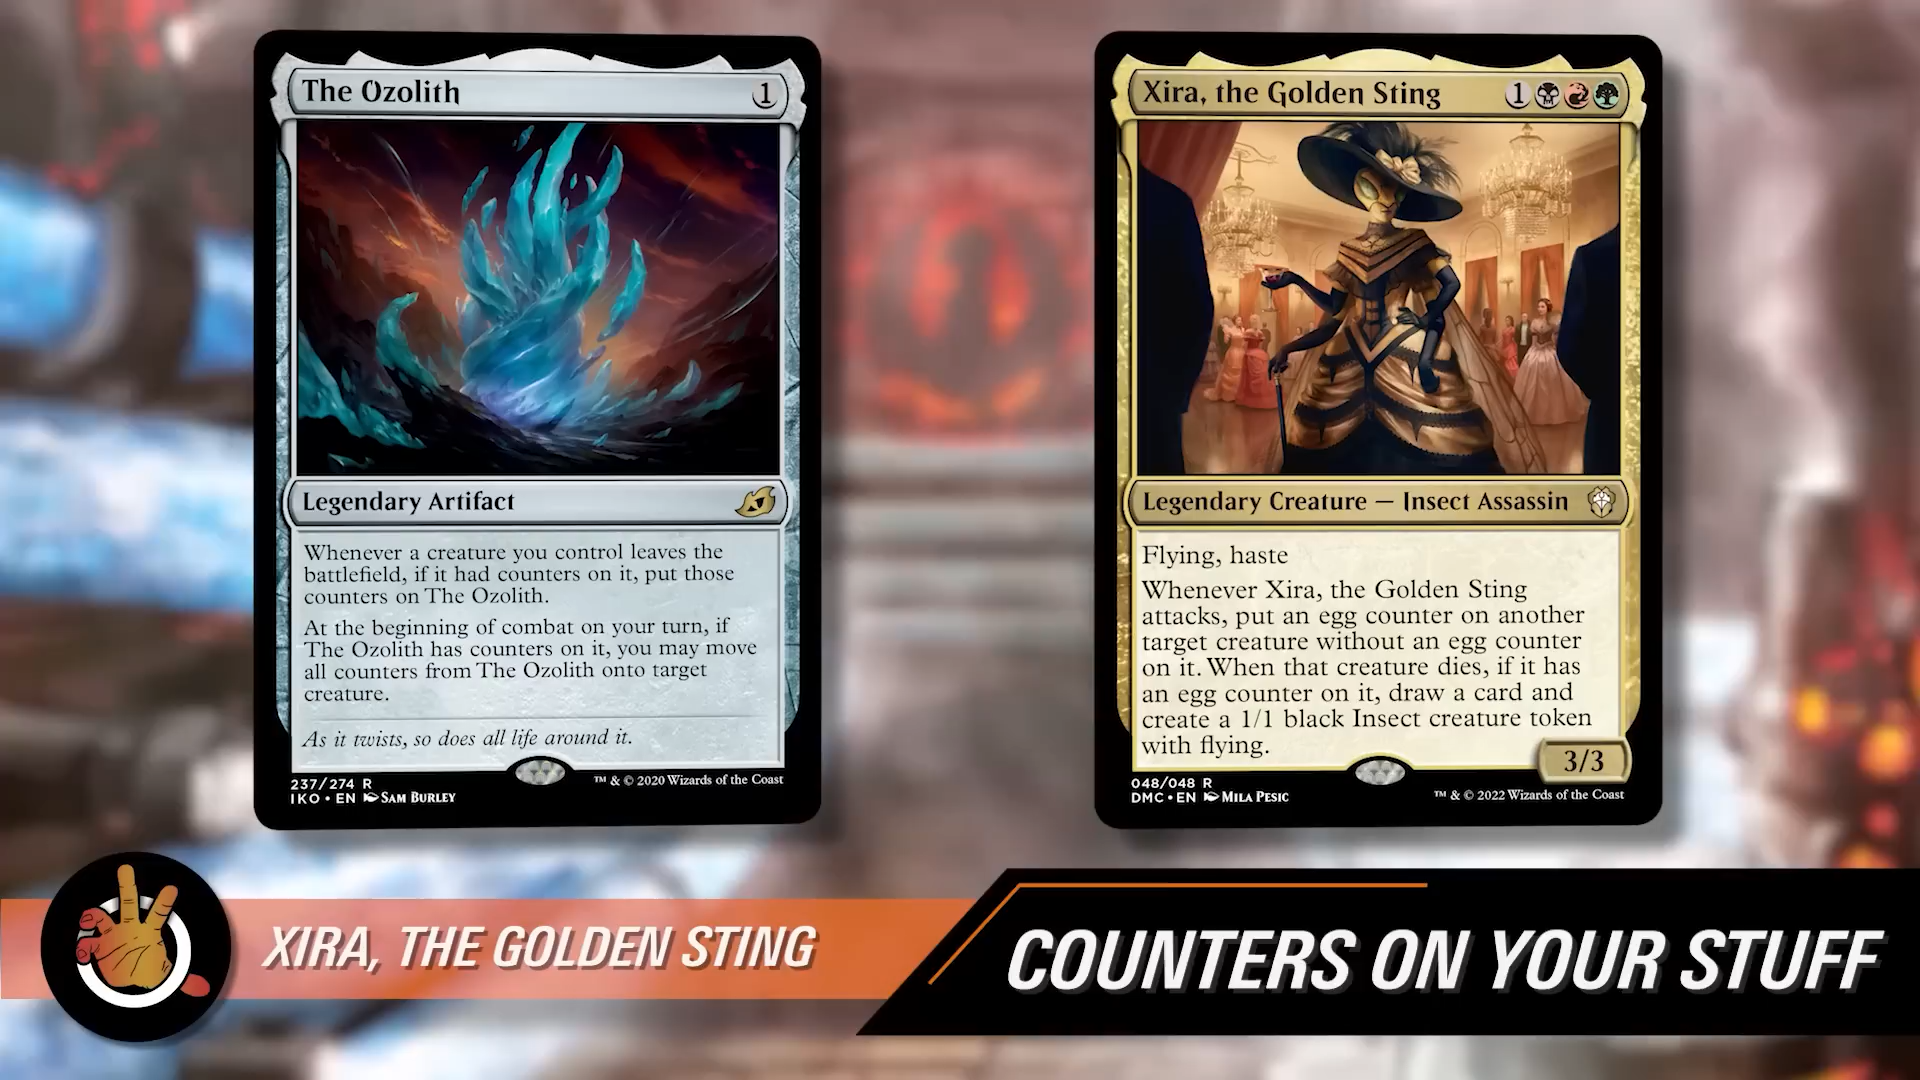 The Ozolith
1
Legendary Artifact
Whenever a creature you control leaves the
battlefield, if it had counters on it, put those
counters on The Ozolith.
At the beginning of combat on your turn, if
The Ozolith has counters on it, you may move
all counters from The Ozolith onto target
creature.
As it twists, so does all life around it.
237/274 R
IKO • EN SAM BURLEY
™ & © 2020 Wizards of the Coast
Xira, the Golden Sting
1
Legendary Creature — Insect Assassin
Flying, haste
Whenever Xira, the Golden Sting
attacks, put an egg counter on another
target creature without an egg counter
on it. When that creature dies, if it has
an egg counter on it, draw a card and
create a 1/1 black Insect creature token
with flying.
3/3
048/048 R
DMC • EN MILA PESIC
™ & © 2022 Wizards of the Coast
XIRA, THE GOLDEN STING
COUNTERS ON YOUR STUFF